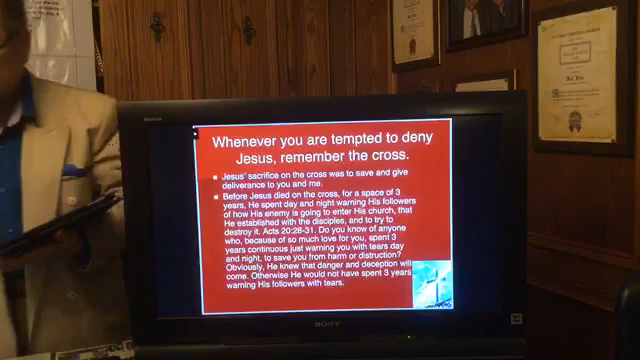 BRAVIA
Whenever you are tempted to deny
Jesus, remember the cross.
Jesus' sacrifice on the cross was to save and give
deliverance to you and me.
Before Jesus died on the cross, for a space of 3
years, He spent day and night warning His followers
of how His enemy is going to enter His church, that
He established with the disciples, and to try to
destroy it. Acts 20:28-31. Do you know of anyone
who, because of so much love for you, spent 3
years continuous just warning you with tears day
and night, to save you from harm or distruction?
Obviously, He knew that danger and deception will
come. Otherwise He would not have spent 3 years
warning His followers with tears.
SONY